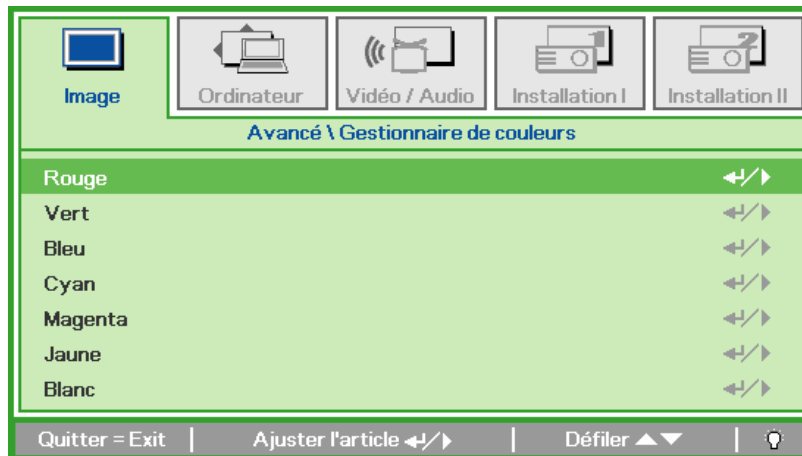 Image Ordinateur Vidéo / Audio Installation I Installation II
Avancé \ Gestionnaire de couleurs
Rouge
Vert
Bleu
Cyan
Magenta
Jaune
Blanc
Quitter = Exit | Ajuster l'article ↵/▶ | Défiler ▲▼ |